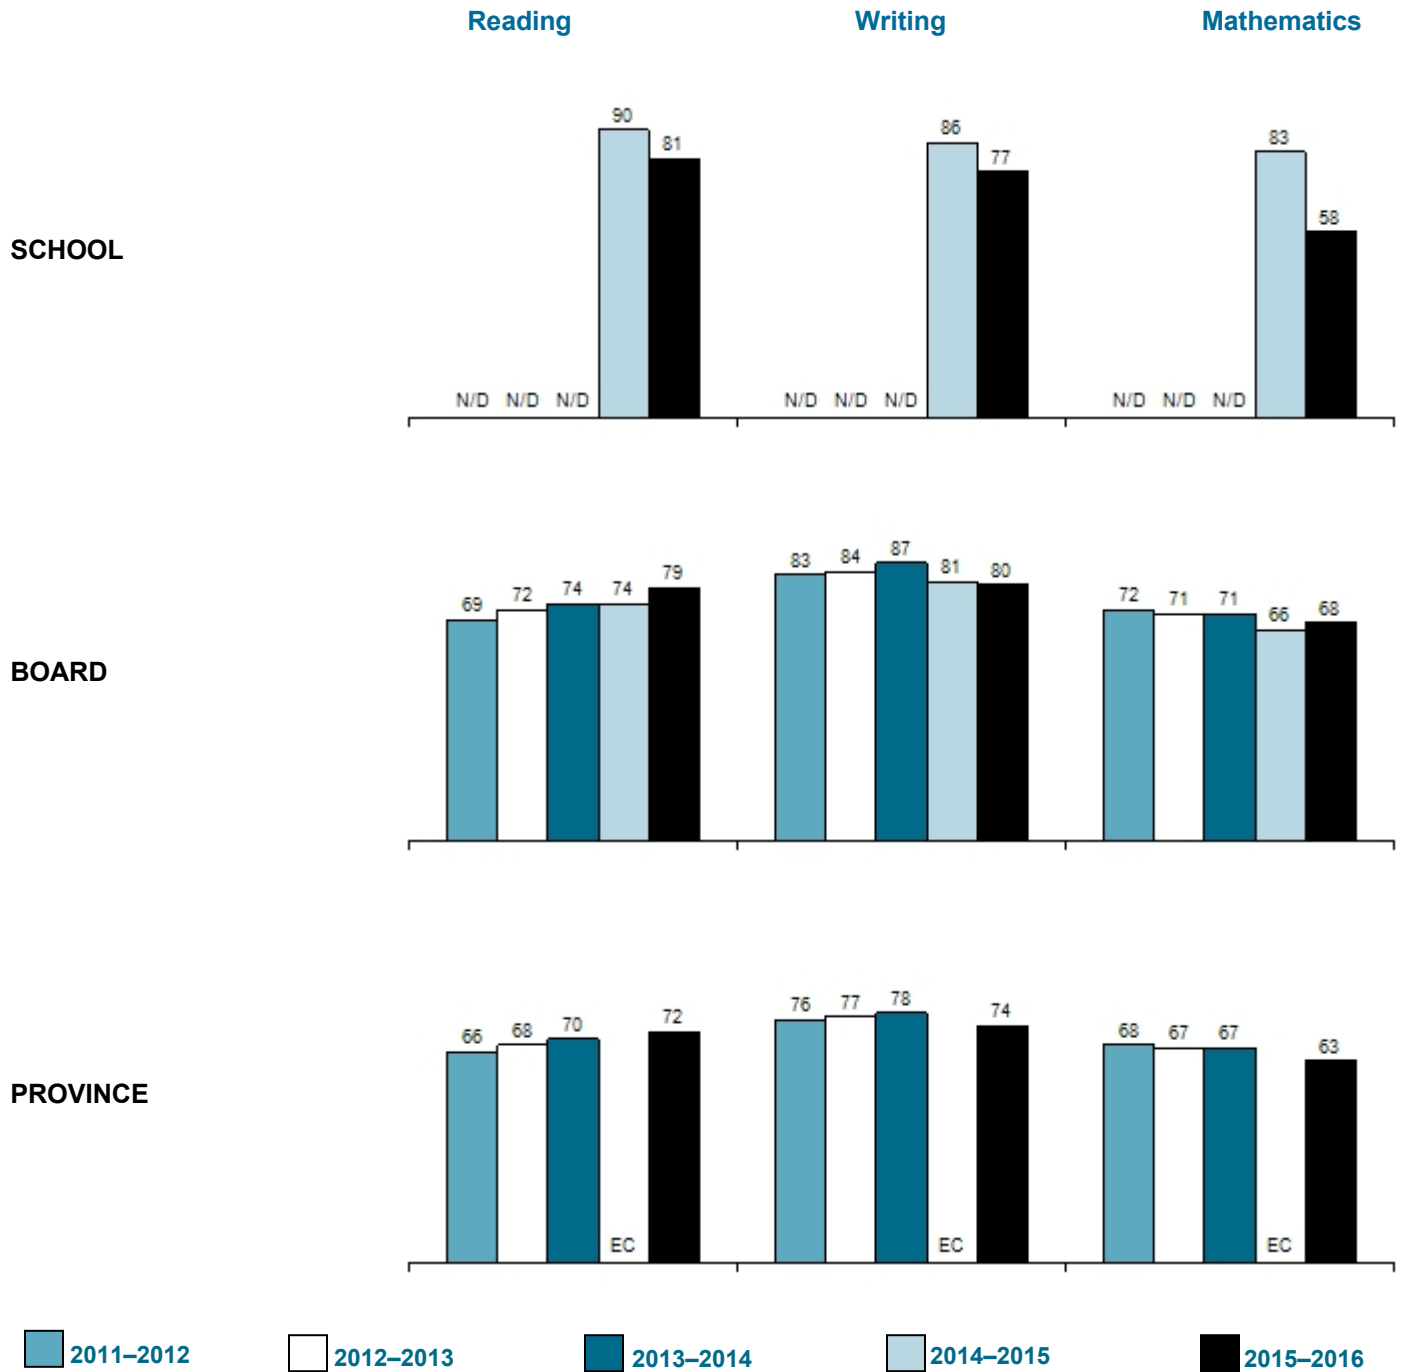 Reading Writing Mathematics
SCHOOL
90 81 86 77 83 58
N/D N/D N/D N/D N/D N/D N/D N/D N/D
BOARD
69 72 74 74 79 83 84 87 81 80 72 71 71 66 68
PROVINCE
66 68 70 72 76 77 78 74 68 67 67 63
EC EC EC
2011–2012 2012–2013 2013–2014 2014–2015 2015–2016